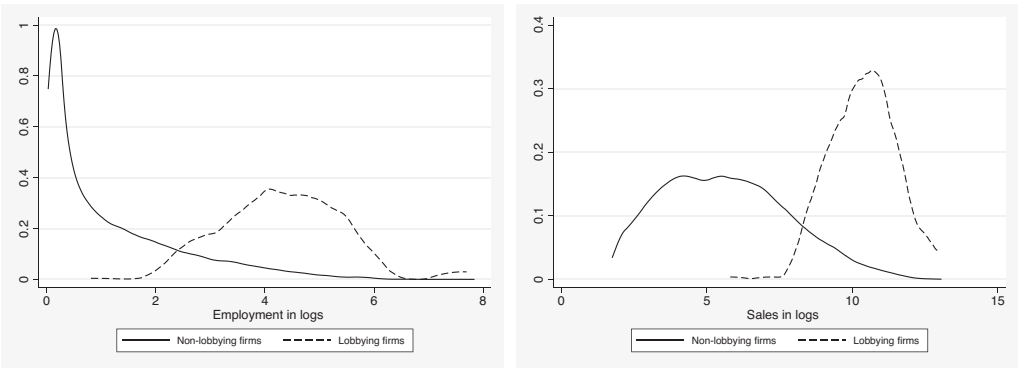 1
0.8
0.6
0.4
0.2
0
0 2 4 6 8
Employment in logs
Non-lobbying firms Lobbying firms
0.4
0.3
0.2
0.1
0
0 5 10 15
Sales in logs
Non-lobbying firms Lobbying firms